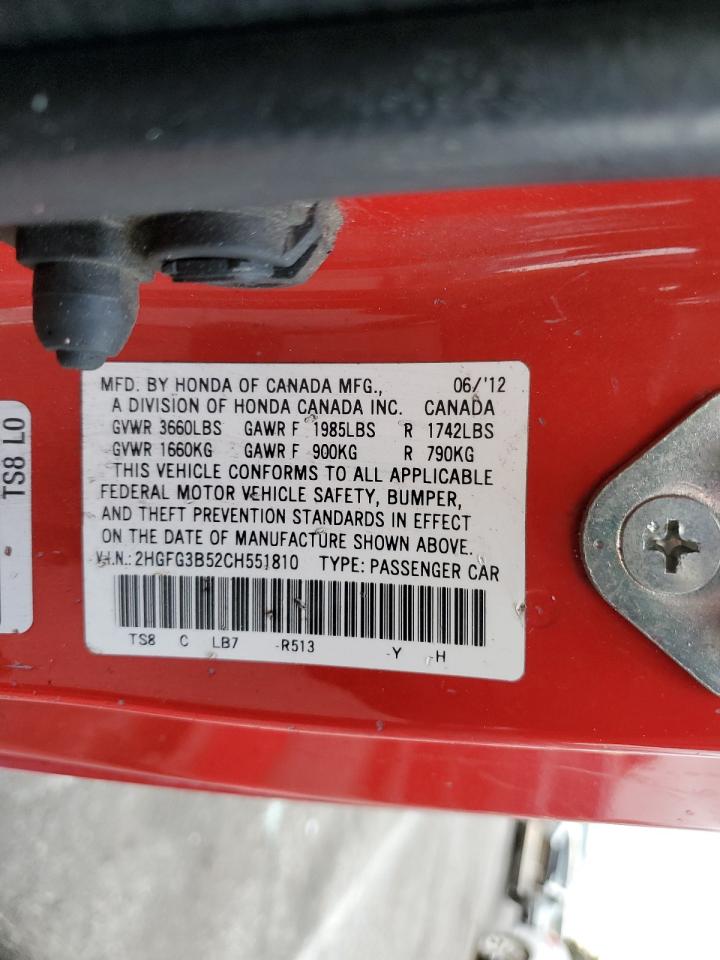 MFD. BY HONDA OF CANADA MFG., 06/'12
A DIVISION OF HONDA CANADA INC. CANADA
GVWR 3660LBS GAWR F 1985LBS R 1742LBS
GVWR 1660KG GAWR F 900KG R 790KG
THIS VEHICLE CONFORMS TO ALL APPLICABLE
FEDERAL MOTOR VEHICLE SAFETY, BUMPER,
AND THEFT PREVENTION STANDARDS IN EFFECT
ON THE DATE OF MANUFACTURE SHOWN ABOVE.
V.I.N.: 2HGFG3B52CH551810 TYPE: PASSENGER CAR
TS8 C LB7 -R513 -Y -H
TS8 LO